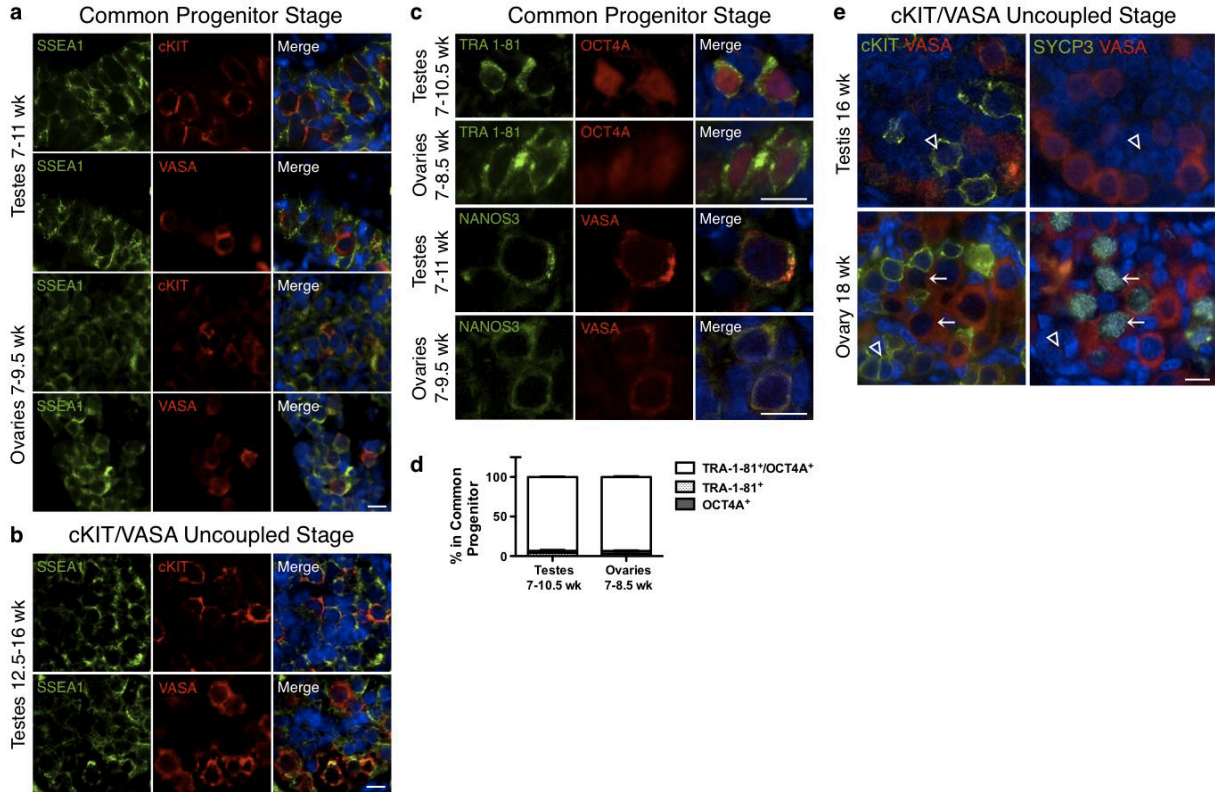 a
Common Progenitor Stage
Testes 7-11 wk
SSEA1
cKIT
Merge
SSEA1
VASA
Merge
Ovaries 7-9.5 wk
SSEA1
cKIT
Merge
SSEA1
VASA
Merge
b
cKIT/VASA Uncoupled Stage
Testes 12.5-16 wk
SSEA1
cKIT
Merge
SSEA1
VASA
Merge
c
Common Progenitor Stage
Testes
7-10.5 wk
TRA 1-81
OCT4A
Merge
Ovaries
7-8.5 wk
TRA 1-81
OCT4A
Merge
Testes
7-11 wk
NANOS3
VASA
Merge
Ovaries
7-9.5 wk
NANOS3
VASA
Merge
d
% in Common
Progenitor
100
50
0
Testes
7-10.5 wk
Ovaries
7-8.5 wk
TRA-1-81⁺/OCT4A⁺
TRA-1-81⁺
OCT4A⁺
e
cKIT/VASA Uncoupled Stage
Testis 16 wk
cKIT VASA
SYCP3 VASA
Ovary 18 wk